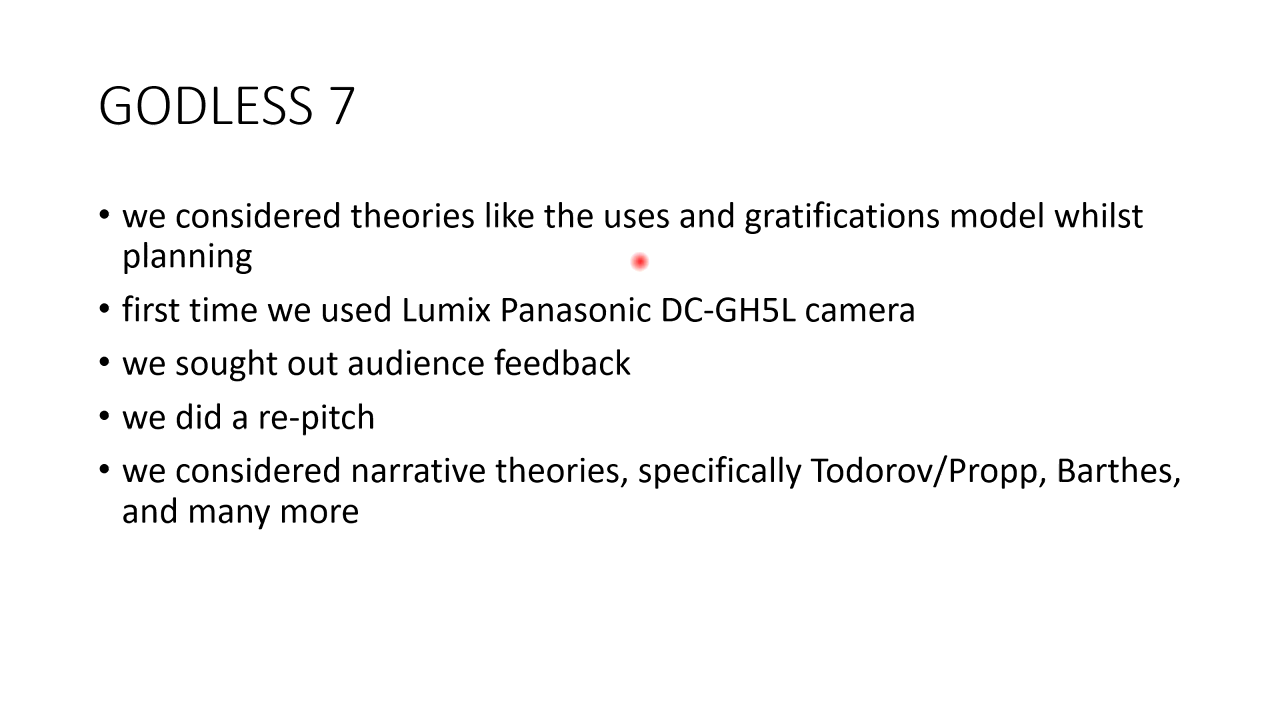 GODLESS 7
• we considered theories like the uses and gratifications model whilst
planning
• first time we used Lumix Panasonic DC-GH5L camera
• we sought out audience feedback
• we did a re-pitch
• we considered narrative theories, specifically Todorov/Propp, Barthes,
and many more